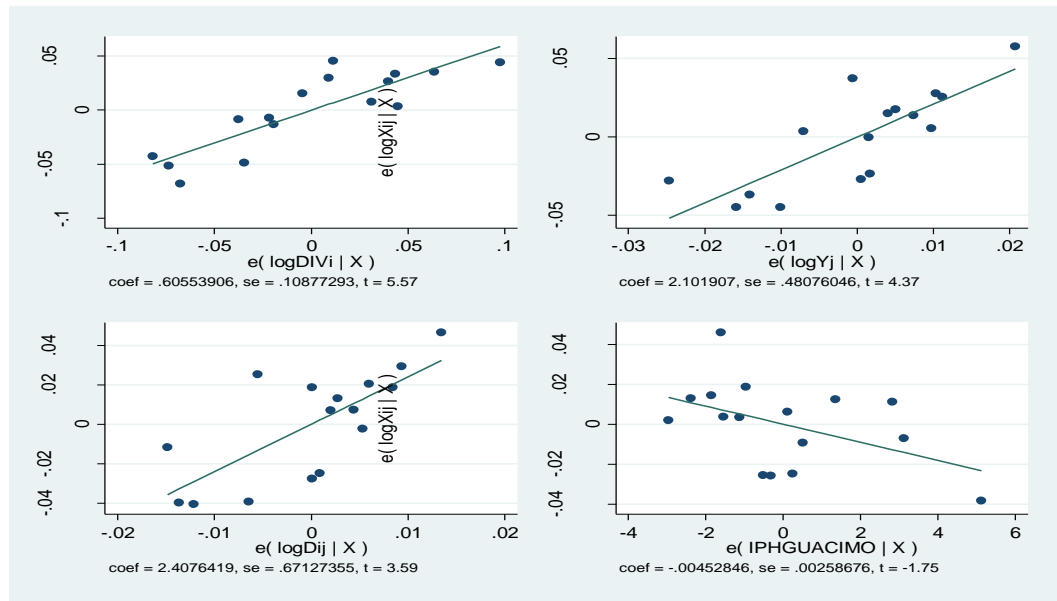 .05
0
-.05
-.1
e( logXij | X )
-.1 -.05 0 .05 .1
e( logDIVi | X )
coef = .60553906, se = .10877293, t = 5.57
.05
0
-.05
-.03 -.02 -.01 0 .01 .02
e( logYj | X )
coef = 2.101907, se = .48076046, t = 4.37
.04
.02
0
-.02
-.04
e( logXij | X )
-.02 -.01 0 .01 .02
e( logDij | X )
coef = 2.4076419, se = .67127355, t = 3.59
.04
.02
0
-.02
-.04
-4 -2 0 2 4 6
e( IPHGUACIMO | X )
coef = -.00452846, se = .00258676, t = -1.75